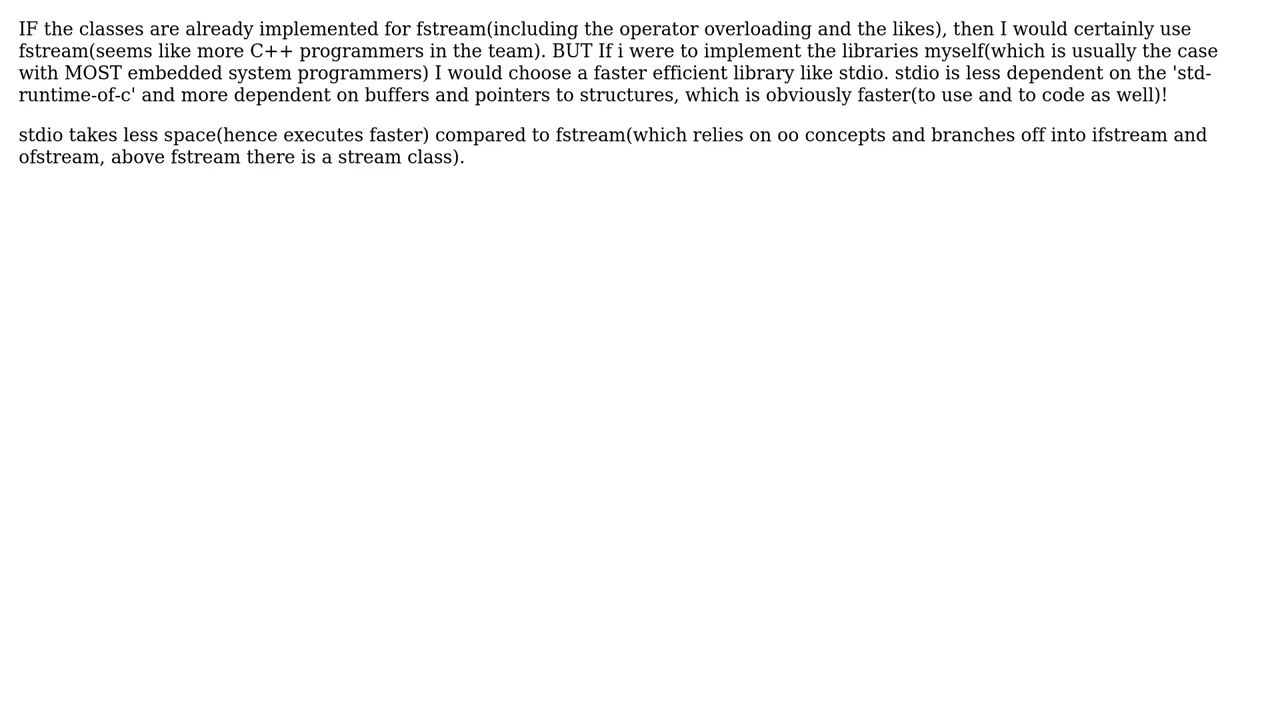 IF the classes are already implemented for fstream(including the operator overloading and the likes), then I would certainly use
fstream(seems like more C++ programmers in the team). BUT If i were to implement the libraries myself(which is usually the case
with MOST embedded system programmers) I would choose a faster efficient library like stdio. stdio is less dependent on the 'std-
runtime-of-c' and more dependent on buffers and pointers to structures, which is obviously faster(to use and to code as well)!
stdio takes less space(hence executes faster) compared to fstream(which relies on oo concepts and branches off into ifstream and
ofstream, above fstream there is a stream class).